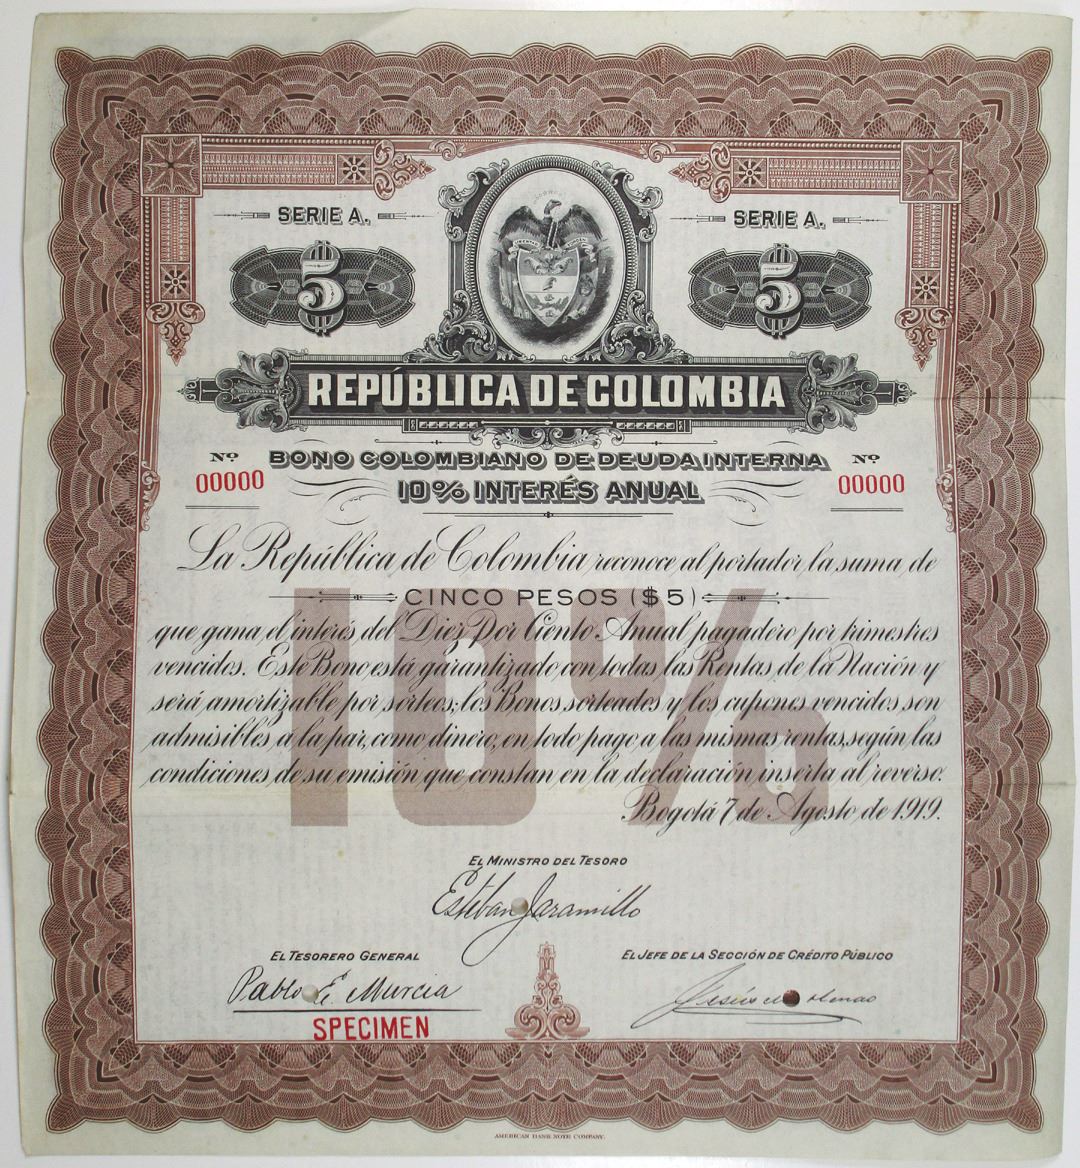 SERIE A. SERIE A.
5 5
REPÚBLICA DE COLOMBIA
Nº BONO COLOMBIANO DE DEUDA INTERNA Nº
00000 10% INTERÉS ANUAL 00000
La República de Colombia reconoce al portador la suma de
CINCO PESOS ($5)
que gana el interés del Diez Por Ciento Anual pagadero por trimestres
vencidos. Este Bono está garantizado con todas las Rentas de la Nación y
será amortizable por sorteos; los Bonos sorteados y los cupones vencidos son
admisibles a la par, como dinero, en todo pago a las mismas rentas, según las
condiciones de su emisión que constan en la declaración inserta al reverso.
Bogotá 7 de Agosto de 1919.
10%
EL MINISTRO DEL TESORO
Esteban Jaramillo
EL TESORERO GENERAL EL JEFE DE LA SECCIÓN DE CRÉDITO PÚBLICO
Pablo E. Murcia Jesús
SPECIMEN
AMERICAN BANK NOTE COMPANY.